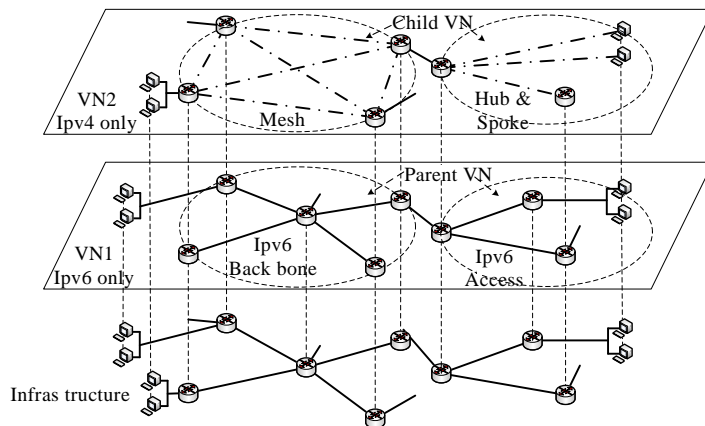 Child VN
VN2
Ipv4 only
Mesh
Hub &
Spoke
Parent VN
VN1
Ipv6 only
Ipv6
Back bone
Ipv6
Access
Infras tructure